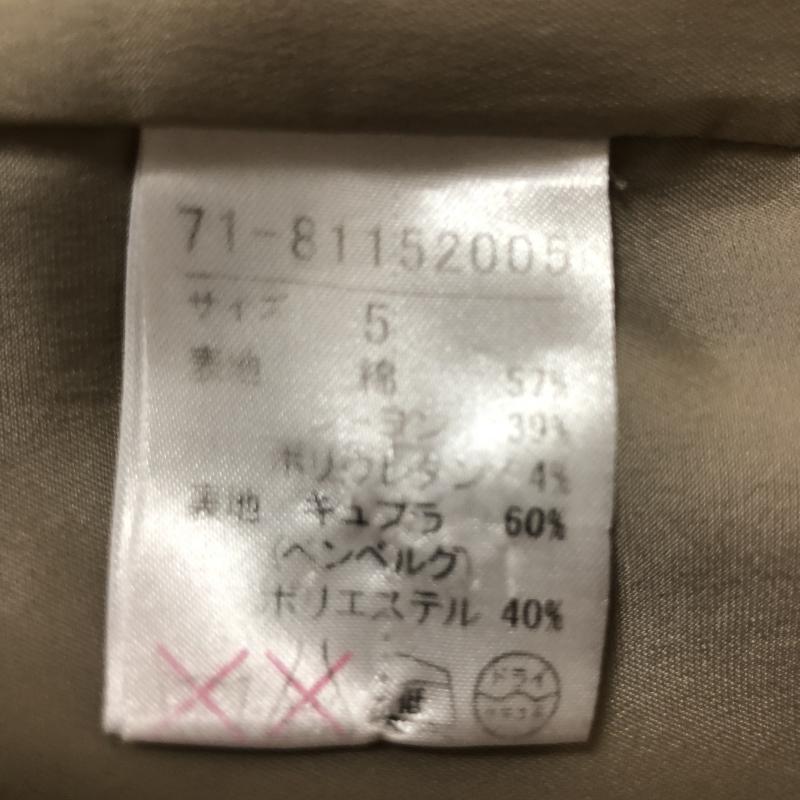 71-81152005
サイズ 5
表地 綿 57%
ーヨン 39%
ポリウレタン 4%
裏地 キュプラ 60%
(ベンベルグ)
ポリエステル 40%
ドライ